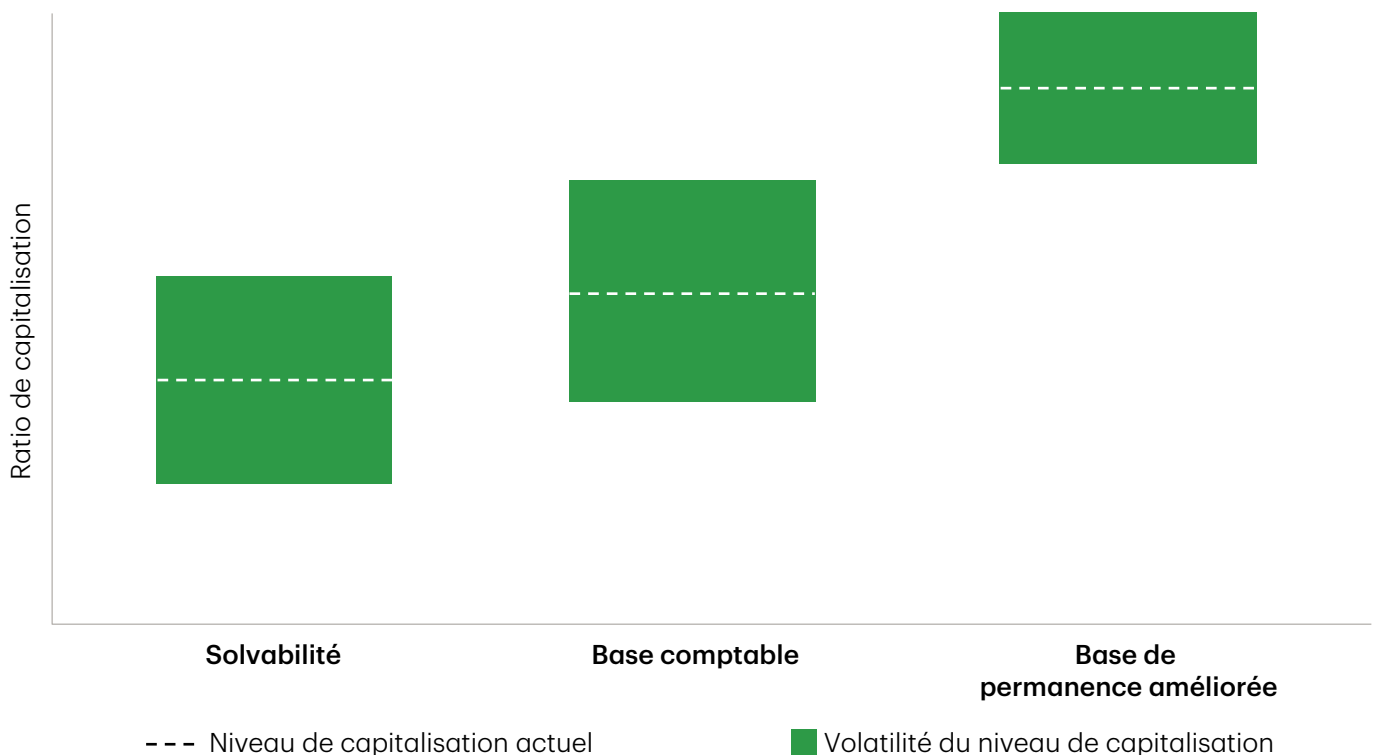 Ratio de capitalisation
Solvabilité
Base comptable
Base de
permanence améliorée
Niveau de capitalisation actuel
Volatilité du niveau de capitalisation